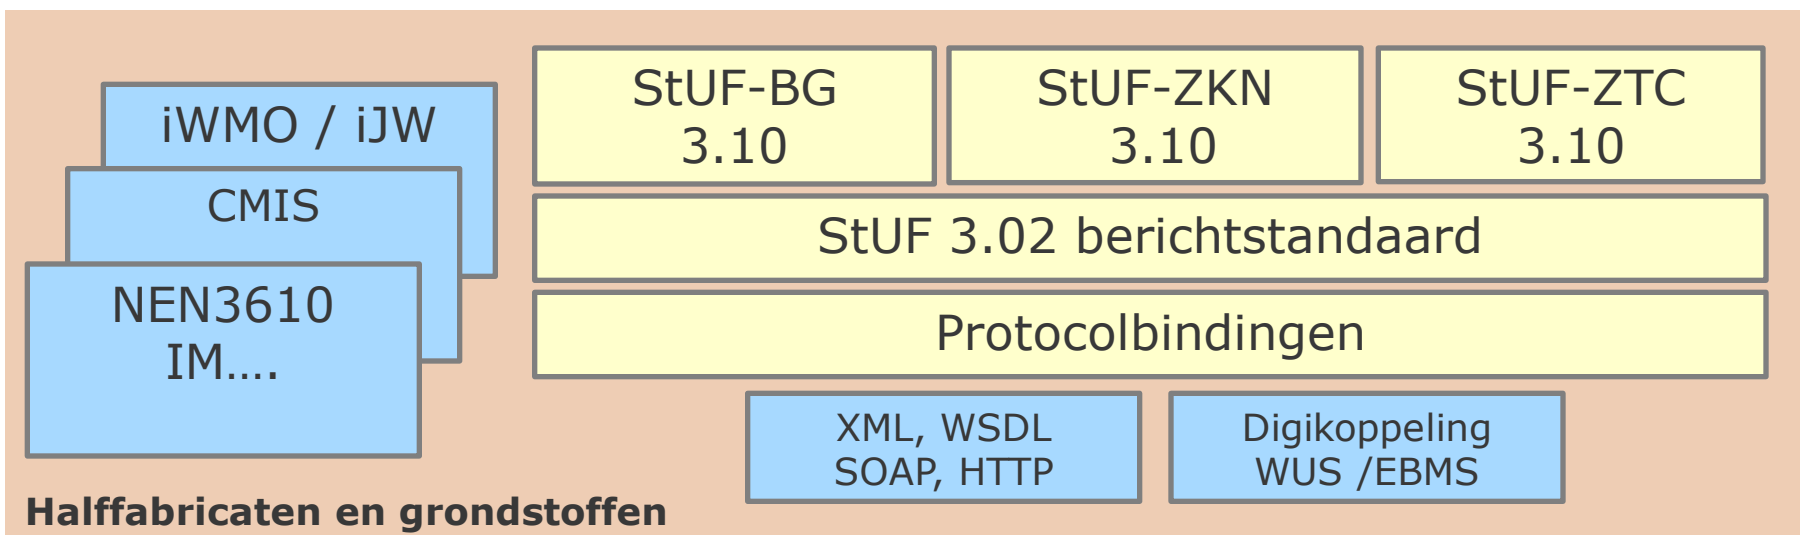 iWMO / iJW
CMIS
NEN3610
IM….
StUF-BG
3.10
StUF-ZKN
3.10
StUF-ZTC
3.10
StUF 3.02 berichtstandaard
Protocolbindingen
XML, WSDL
SOAP, HTTP
Digikoppeling
WUS /EBMS
Halffabricaten en grondstoffen